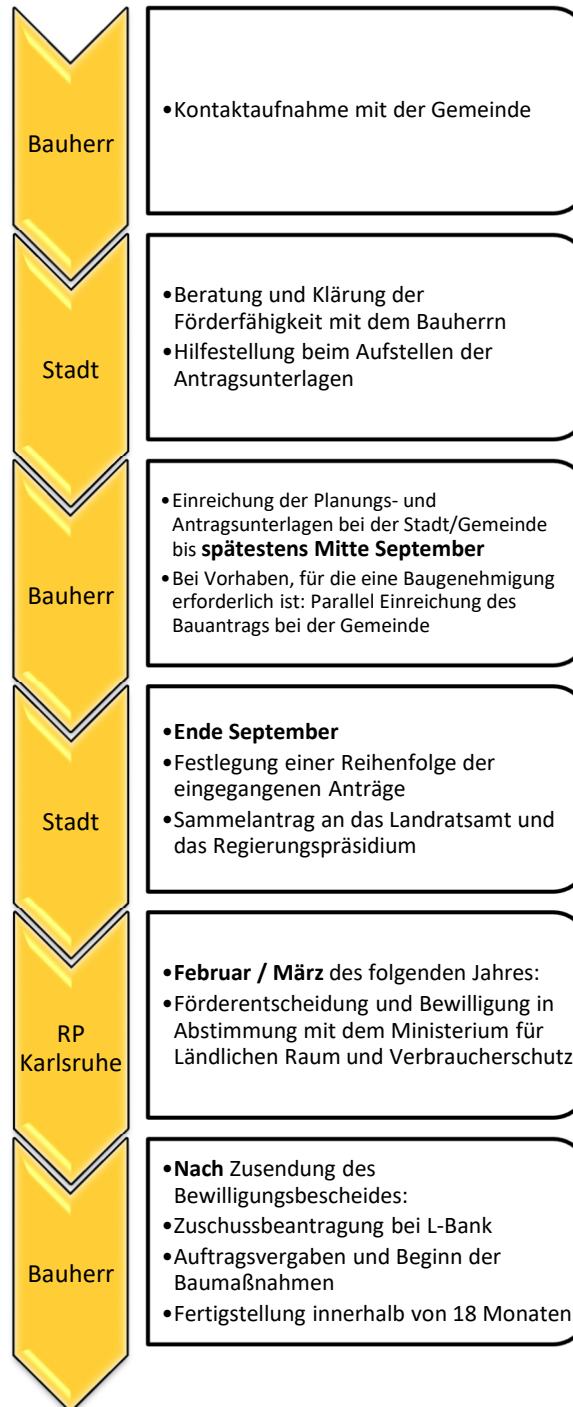 Bauherr
•Kontaktaufnahme mit der Gemeinde
Stadt
•Beratung und Klärung der
Förderfähigkeit mit dem Bauherrn
•Hilfestellung beim Aufstellen der
Antragsunterlagen
Bauherr
•Einreichung der Planungs- und
Antragsunterlagen bei der Stadt/Gemeinde
bis spätestens Mitte September
•Bei Vorhaben, für die eine Baugenehmigung
erforderlich ist: Parallel Einreichung des
Bauantrags bei der Gemeinde
Stadt
•Ende September
•Festlegung einer Reihenfolge der
eingegangenen Anträge
•Sammelantrag an das Landratsamt und
das Regierungspräsidium
RP
Karlsruhe
•Februar / März des folgenden Jahres:
•Förderentscheidung und Bewilligung in
Abstimmung mit dem Ministerium für
Ländlichen Raum und Verbraucherschutz
Bauherr
•Nach Zusendung des
Bewilligungsbescheides:
•Zuschussbeantragung bei L-Bank
•Auftragsvergaben und Beginn der
Baumaßnahmen
•Fertigstellung innerhalb von 18 Monaten